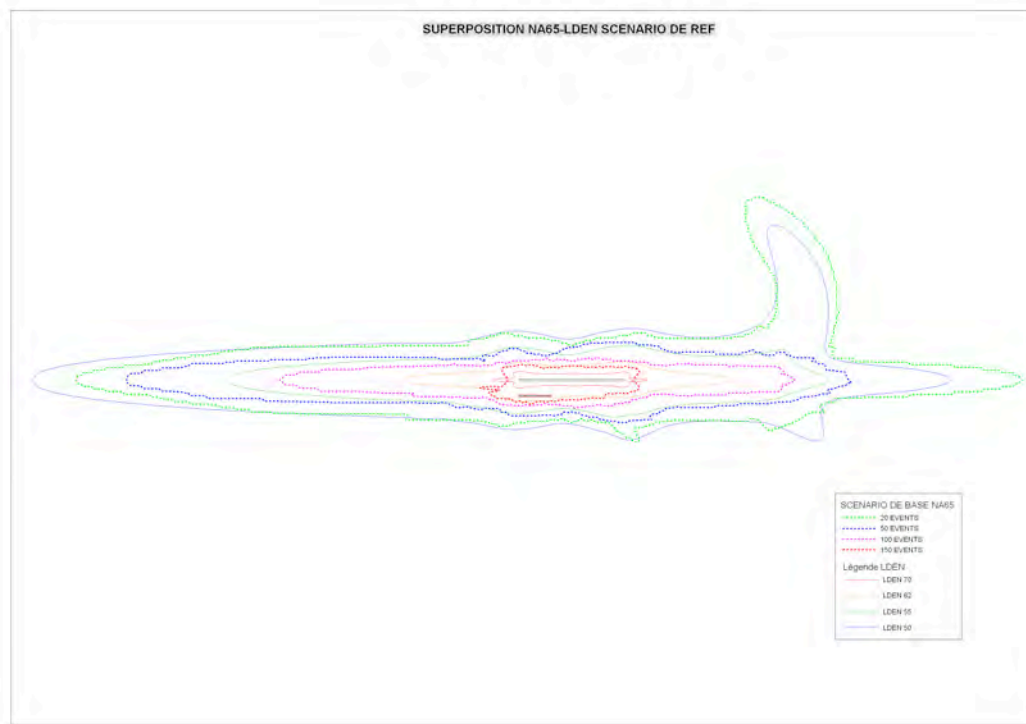 SUPERPOSITION NA65-LDEN SCENARIO DE REF
SCENARIO DE BASE NA65
20 EVENTS
50 EVENTS
100 EVENTS
150 EVENTS
Légende LDEN
LDEN 70
LDEN 62
LDEN 55
LDEN 50